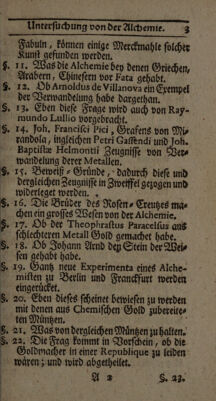 Untersuchung von der Alchemie. 3
Fabuln, können einige Merckmahle solcher
Kunst gefunden werden.
§. 11. Was die Alchemie bey denen Griechen,
Arabern, Chinesern vor Fata gehabt.
§. 12. Ob Arnoldus de Villanova ein Exempel
der Verwandelung habe dargethan.
§. 13. Eben diese Frage wird auch von Ray-
mundo Lullio vorgebracht.
§. 14. Joh. Francisci Pici, Grafens von Mi-
randola, ingleichen Petri Gassendi und Joh.
Baptistæ Helmontii Zeugnisse von Ver-
wandelung derer Metallen.
§. 15. Beweiß-Gründe, dadurch diese und
dergleichen Zeugnisse in Zweiffel gezogen und
widerleget werden.
§. 16. Die Brüder des Rosen-Creutzes ma-
chen ein grosses Wesen von der Alchemie.
§. 17. Ob der Theophrastus Paracelsus aus
schlechterem Metall Gold gemachet habe.
§. 18. Ob Johann Arnd den Stein der Wei-
sen gehabt habe.
§. 19. Gantz neue Experimenta eines Alche-
misten zu Berlin und Franckfurt werden
eingerücket.
§. 20. Eben dieses scheinet bewiesen zu werden
mit denen aus Chemischen Gold zubereite-
ten Müntzen.
§. 21. Was von dergleichen Müntzen zu halten.
§. 22. Die Frag kommt in Vorschein, ob die
Goldmacher in einer Republique zu leiden
wären; und wird abgetheilet.
A 2 §. 23.